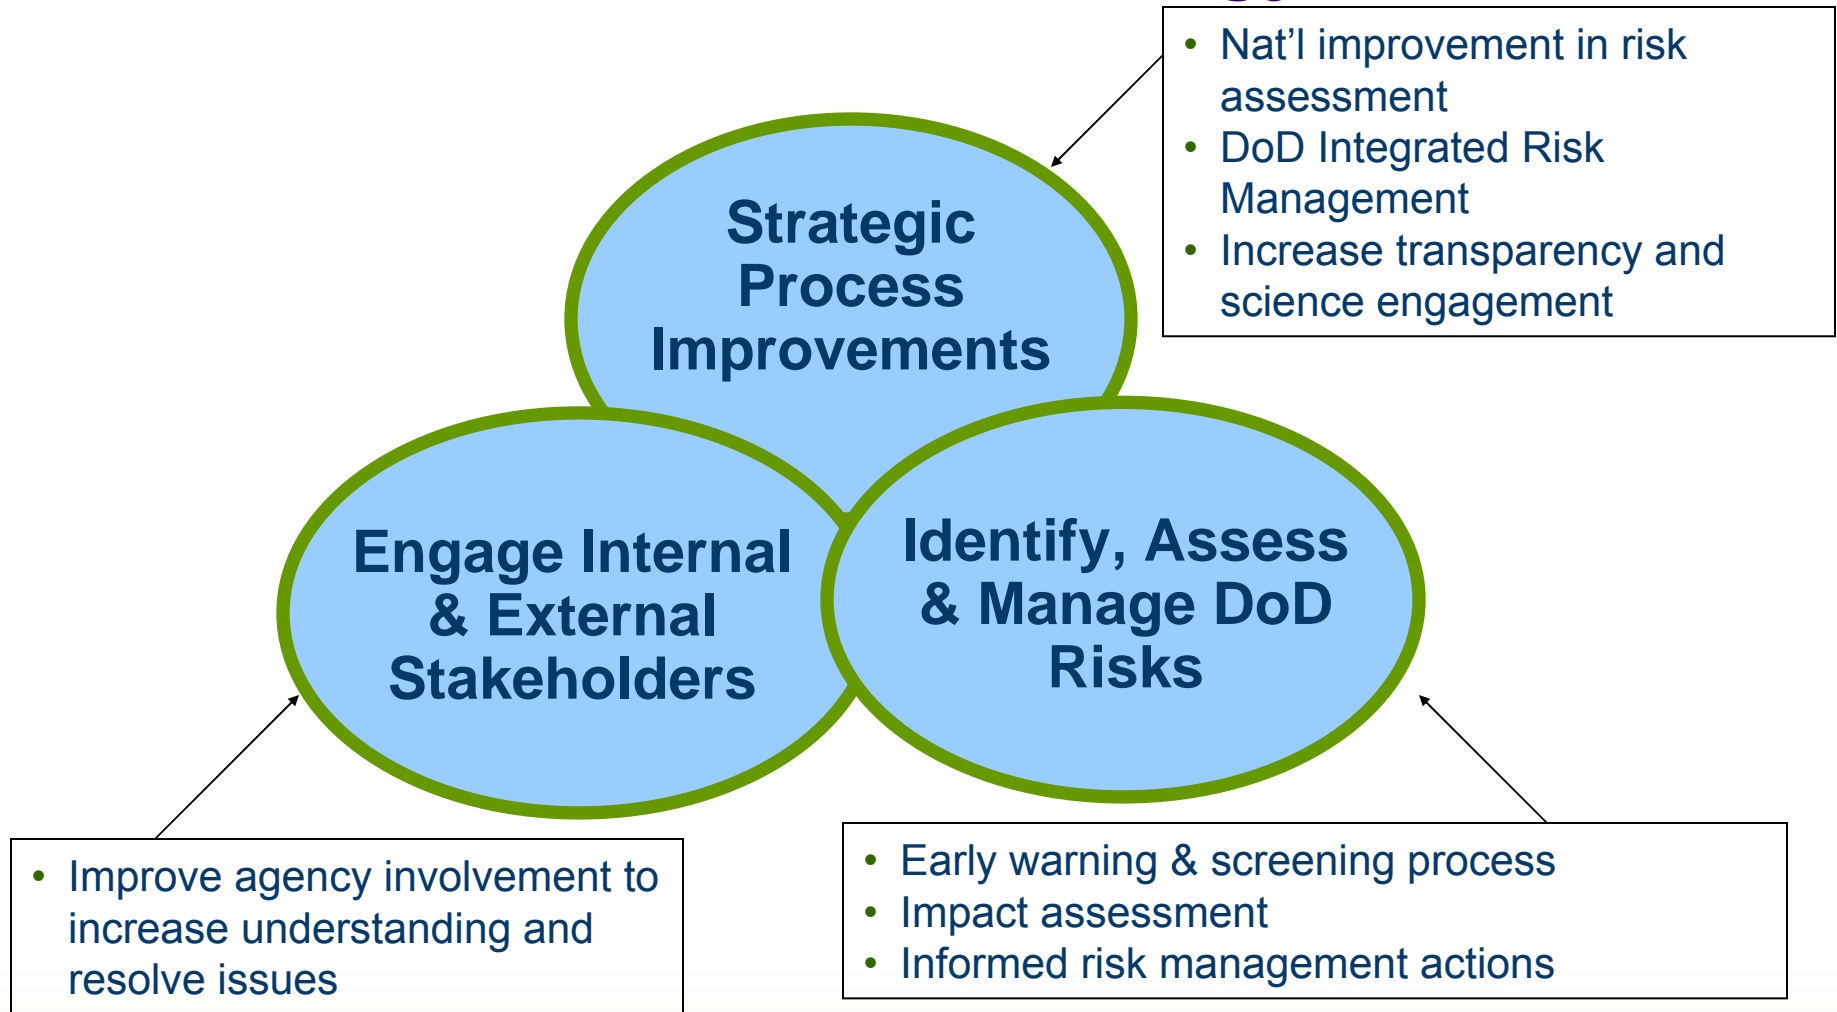 • Nat'l improvement in risk
assessment
• DoD Integrated Risk
Management
• Increase transparency and
science engagement
Strategic
Process
Improvements
Engage Internal
& External
Stakeholders
Identify, Assess
& Manage DoD
Risks
• Improve agency involvement to
increase understanding and
resolve issues
• Early warning & screening process
• Impact assessment
• Informed risk management actions